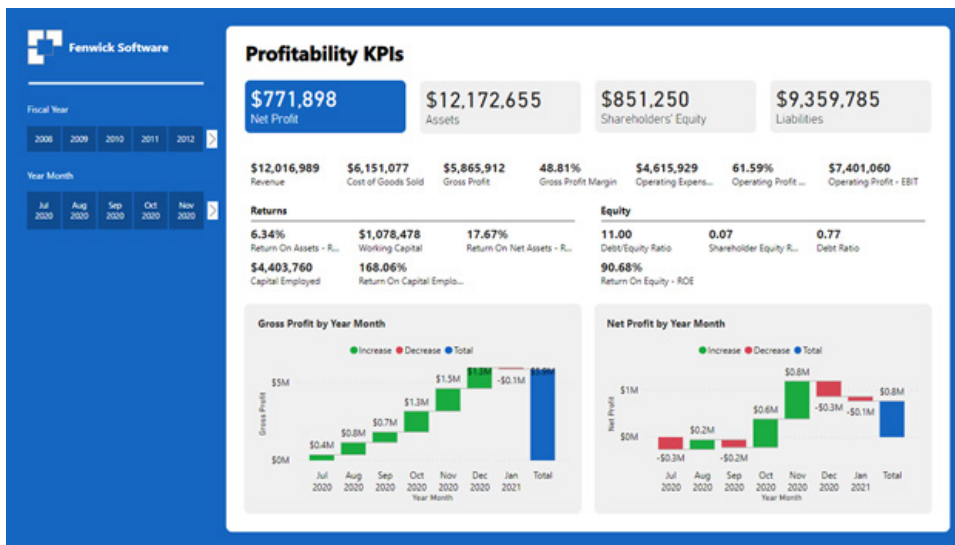 Fenwick Software
Fiscal Year
2008 2009 2010 2011 2012
Year Month
Jul 2020 Aug 2020 Sep 2020 Oct 2020 Nov 2020
Profitability KPIs
$771,898
Net Profit
$12,172,655
Assets
$851,250
Shareholders' Equity
$9,359,785
Liabilities
$12,016,989 $6,151,077 $5,865,912 48.81% $4,615,929 61.59% $7,401,060
Revenue Cost of Goods Sold Gross Profit Gross Profit Margin Operating Expens... Operating Profit ... Operating Profit - EBIT
Returns
6.34% $1,078,478 17.67%
Return On Assets - R... Working Capital Return On Net Assets - R...
$4,403,760 168.06%
Capital Employed Return On Capital Emplo...
Equity
11.00 0.07 0.77
Debt/Equity Ratio Shareholder Equity R... Debt Ratio
90.68%
Return On Equity - ROE
Gross Profit by Year Month
Increase Decrease Total
Gross Profit
$5M
$0M
$0.4M $0.8M $0.7M $1.3M $1.5M $1.3M -$0.1M $5.9M
Jul 2020 Aug 2020 Sep 2020 Oct 2020 Nov 2020 Dec 2020 Jan 2021 Total
Year Month
Net Profit by Year Month
Increase Decrease Total
Net Profit
$1M
$0M
-$0.3M $0.2M -$0.2M $0.6M $0.8M -$0.3M -$0.1M $0.8M
Jul 2020 Aug 2020 Sep 2020 Oct 2020 Nov 2020 Dec 2020 Jan 2021 Total
Year Month